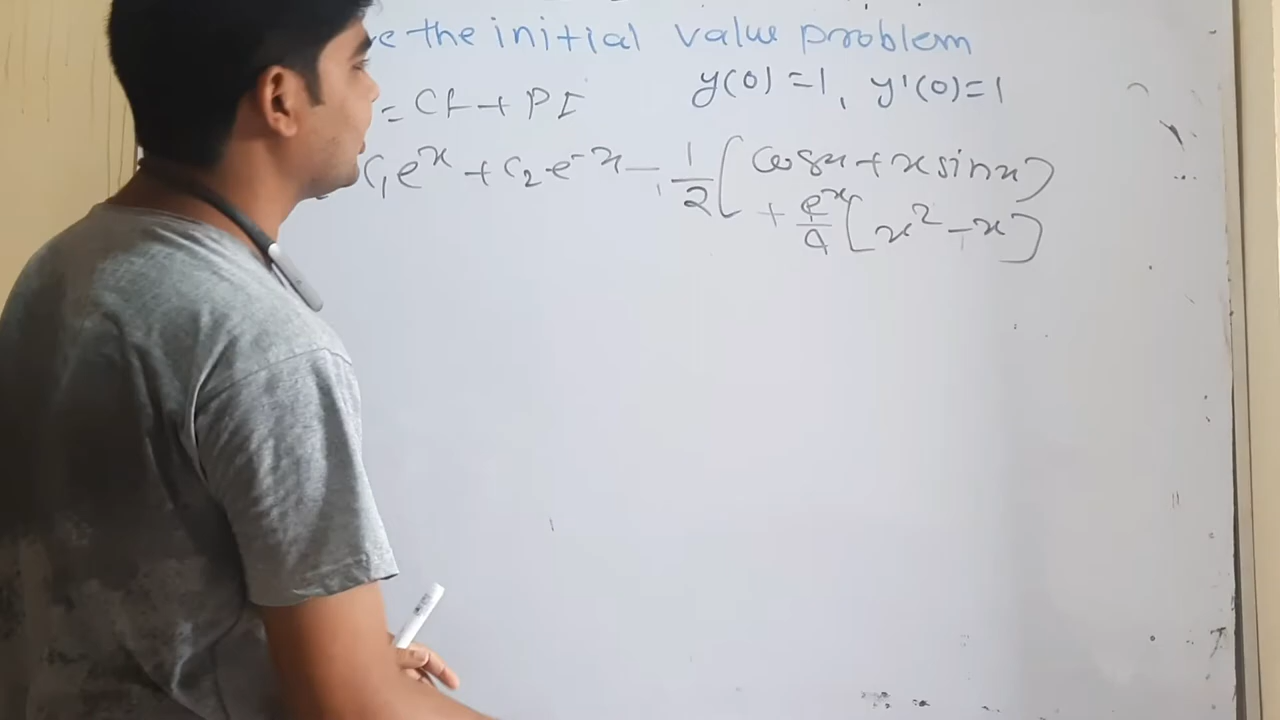 the initial value problem
y(0) = 1, y'(0) = 1
= CF + PI
C₁eˣ + C₂e⁻ˣ - 1/2 ( cosx + x sinx )
+ eˣ/4 [ x² - x ]